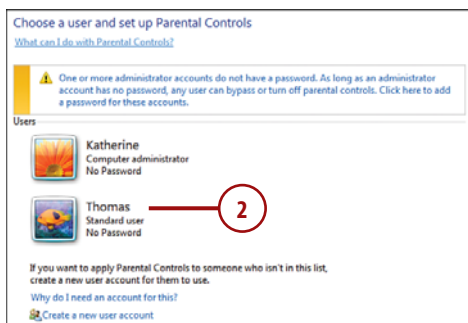 Choose a user and set up Parental Controls
What can I do with Parental Controls?
One or more administrator accounts do not have a password. As long as an administrator
account has no password, any user can bypass or turn off parental controls. Click here to add
a password for these accounts.
Users
Katherine
Computer administrator
No Password
Thomas
Standard user
No Password
2
If you want to apply Parental Controls to someone who isn't in this list,
create a new user account for them to use.
Why do I need an account for this?
Create a new user account